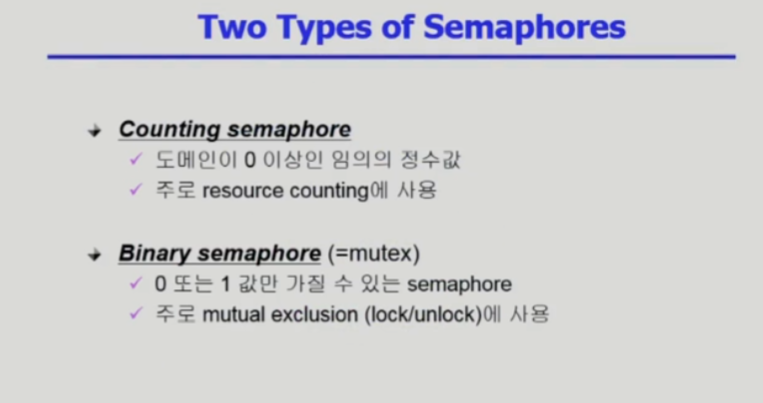 Two Types of Semaphores
Counting semaphore
도메인이 0 이상인 임의의 정수값
주로 resource counting에 사용
Binary semaphore (=mutex)
0 또는 1 값만 가질 수 있는 semaphore
주로 mutual exclusion (lock/unlock)에 사용